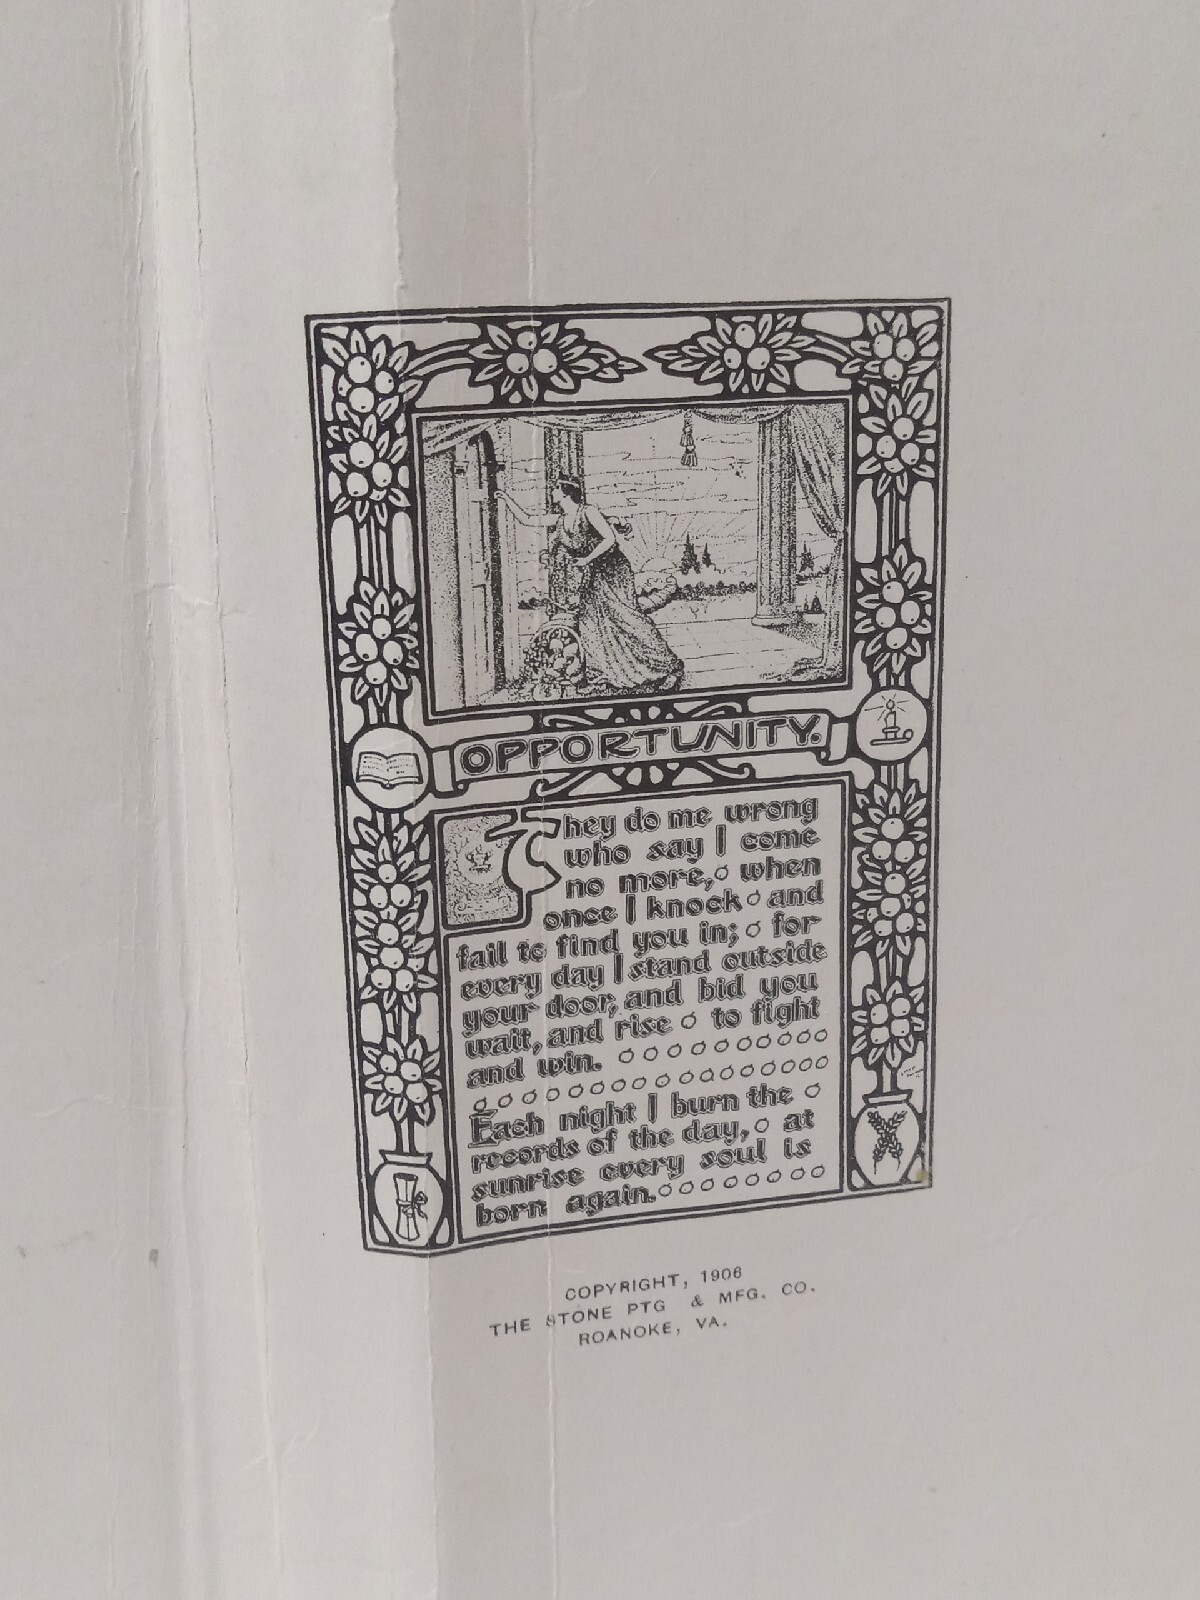 OPPORTUNITY.
They do me wrong
who say I come
no more, when
once I knock and
fail to find you in; for
every day I stand outside
your door, and bid you
wait, and rise to fight
and win.
Each night I burn the
records of the day, at
sunrise every soul is
born again.
COPYRIGHT, 1906
THE STONE PTG & MFG. CO.
ROANOKE, VA.